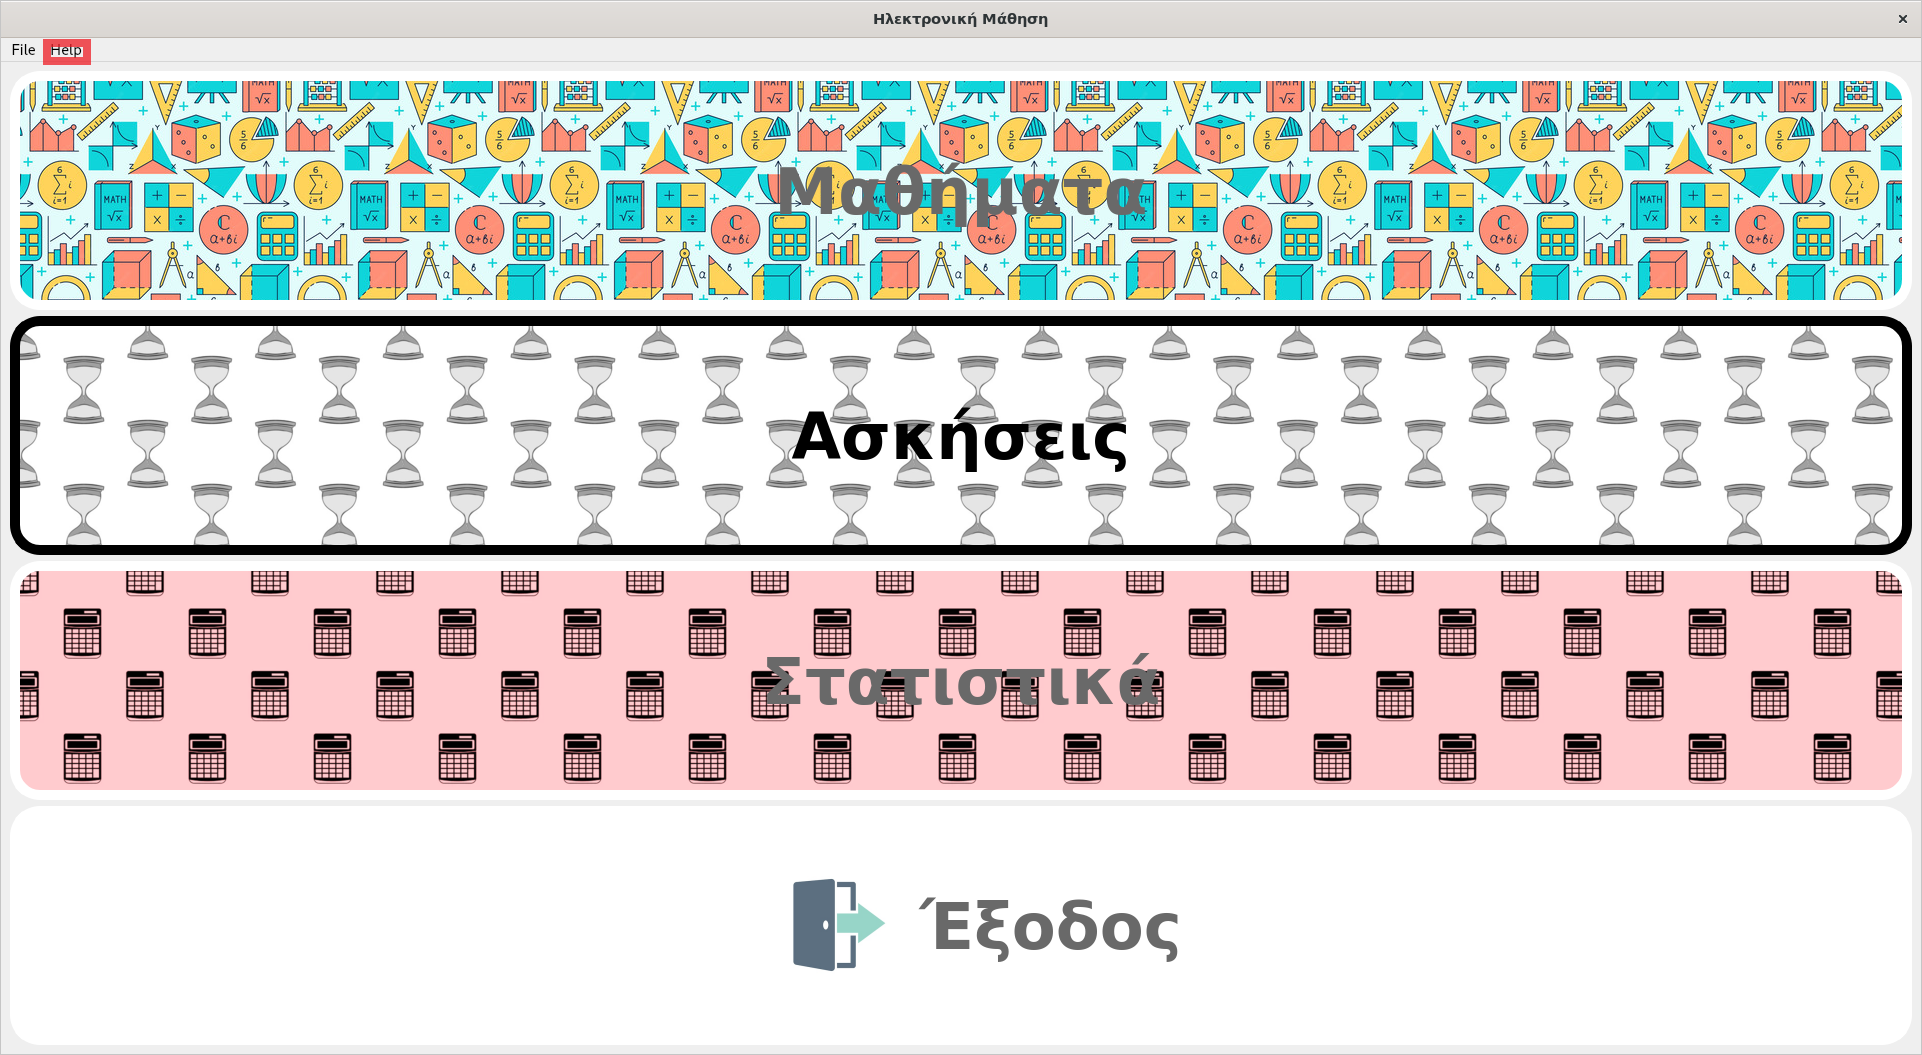 Ηλεκτρονική Μάθηση
File Help
Μαθήματα
Ασκήσεις
Στατιστικά
Έξοδος